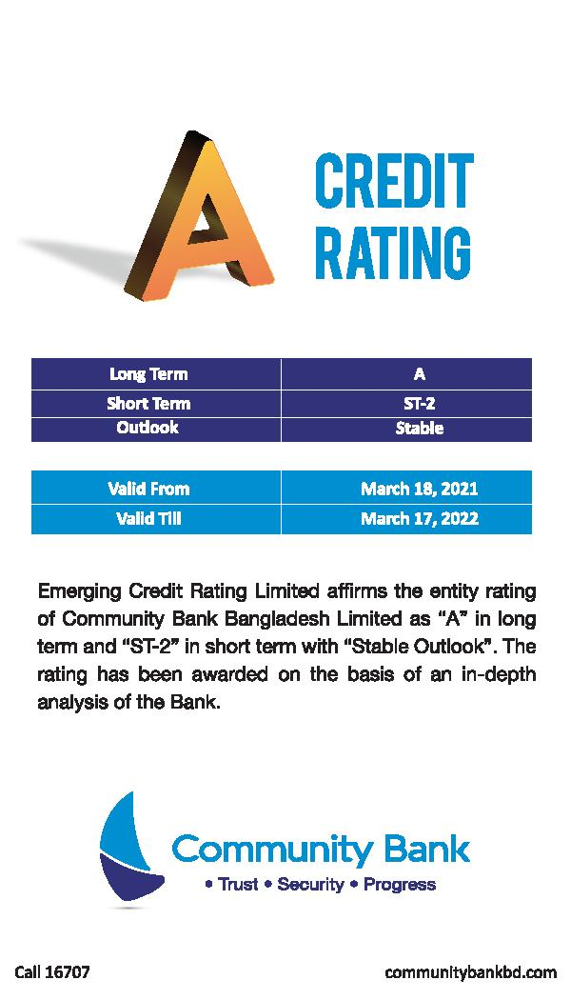 A
CREDIT
RATING
Long Term A
Short Term ST-2
Outlook Stable
Valid From March 18, 2021
Valid Till March 17, 2022
Emerging Credit Rating Limited affirms the entity rating
of Community Bank Bangladesh Limited as “A” in long
term and “ST-2” in short term with “Stable Outlook”. The
rating has been awarded on the basis of an in-depth
analysis of the Bank.
Community Bank
• Trust • Security • Progress
Call 16707 communitybankbd.com